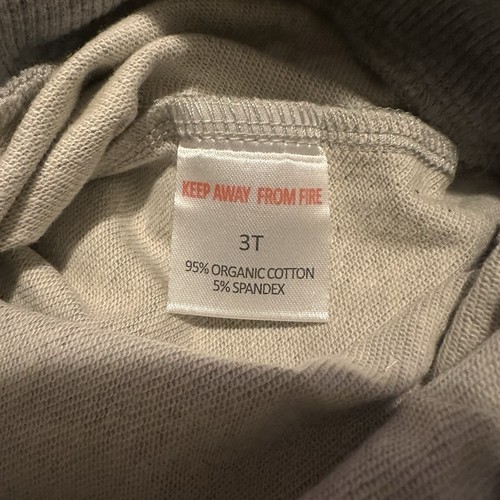 KEEP AWAY FROM FIRE
3T
95% ORGANIC COTTON
5% SPANDEX